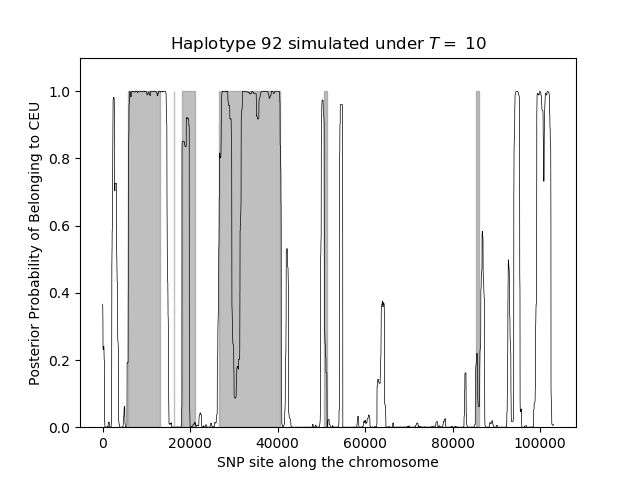 Haplotype 92 simulated under T = 10
Posterior Probability of Belonging to CEU
1.0
0.8
0.6
0.4
0.2
0.0
0 20000 40000 60000 80000 100000
SNP site along the chromosome